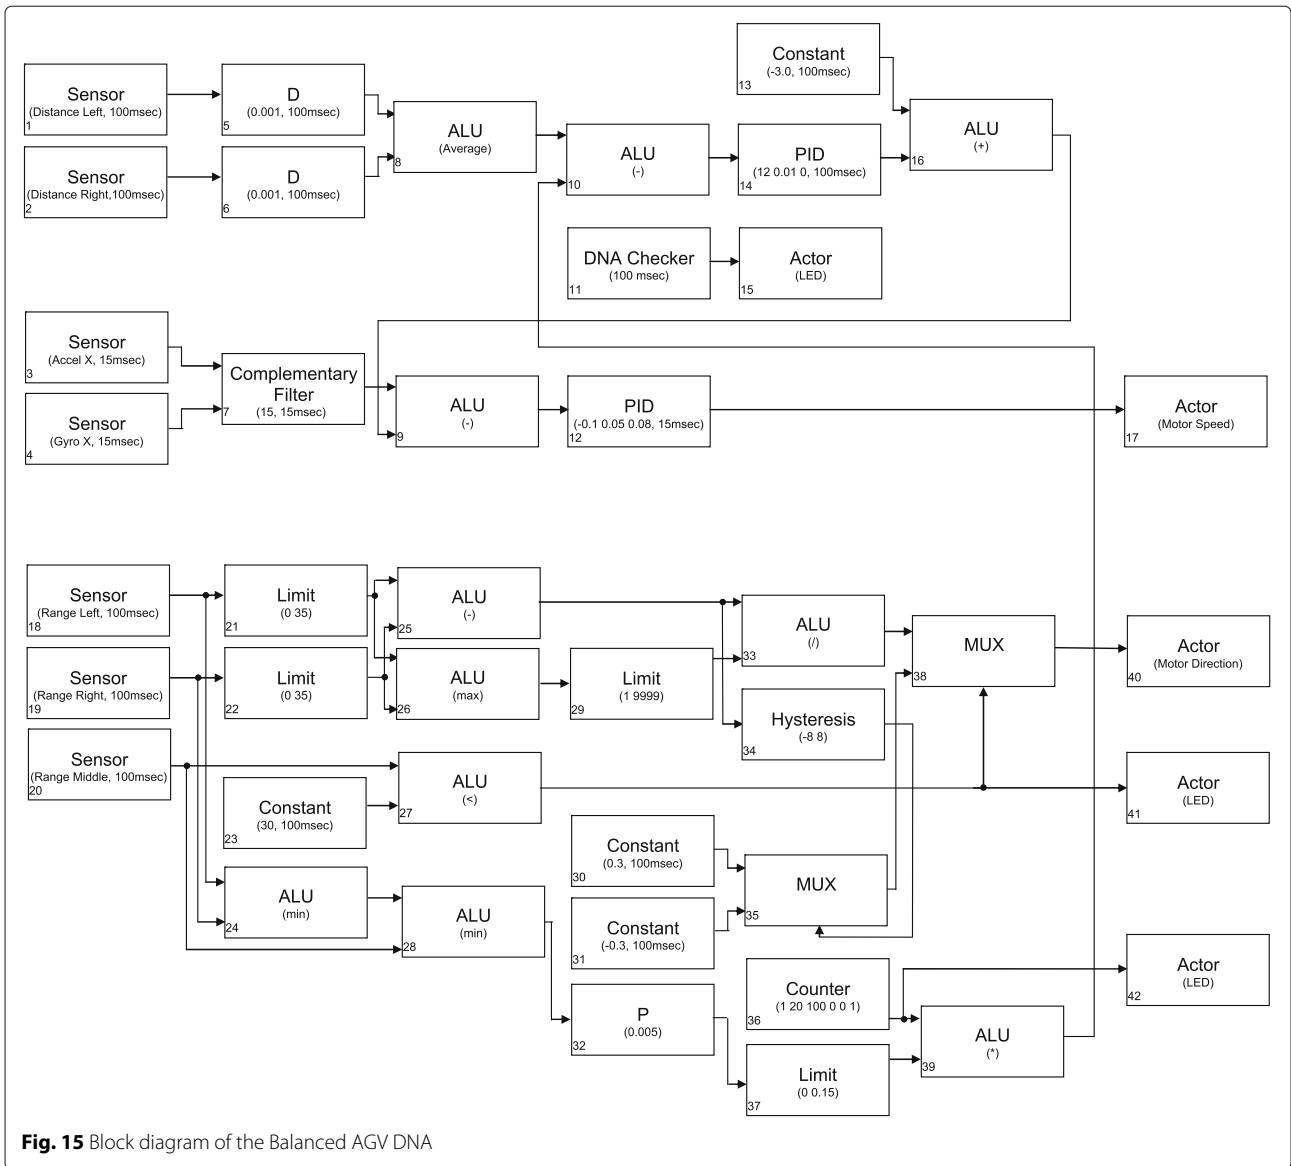 Sensor
(Distance Left, 100msec)
1
D
(0.001, 100msec)
5
Sensor
(Distance Right,100msec)
2
D
(0.001, 100msec)
6
ALU
(Average)
8
ALU
(-)
10
Constant
(-3.0, 100msec)
13
PID
(12 0.01 0, 100msec)
14
ALU
(+)
16
DNA Checker
(100 msec)
11
Actor
(LED)
15
Sensor
(Accel X, 15msec)
3
Sensor
(Gyro X, 15msec)
4
Complementary
Filter
(15, 15msec)
7
ALU
(-)
9
PID
(-0.1 0.05 0.08, 15msec)
12
Actor
(Motor Speed)
17
Sensor
(Range Left, 100msec)
18
Sensor
(Range Right, 100msec)
19
Sensor
(Range Middle, 100msec)
20
Limit
(0 35)
21
Limit
(0 35)
22
Constant
(30, 100msec)
23
ALU
(min)
24
ALU
(-)
25
ALU
(max)
26
ALU
(<)
27
ALU
(min)
28
Limit
(1 9999)
29
Constant
(0.3, 100msec)
30
Constant
(-0.3, 100msec)
31
P
(0.005)
32
ALU
(/)
33
Hysteresis
(-8 8)
34
MUX
35
Counter
(1 20 100 0 0 1)
36
Limit
(0 0.15)
37
MUX
38
ALU
(*)
39
Actor
(Motor Direction)
40
Actor
(LED)
41
Actor
(LED)
42
Fig. 15 Block diagram of the Balanced AGV DNA